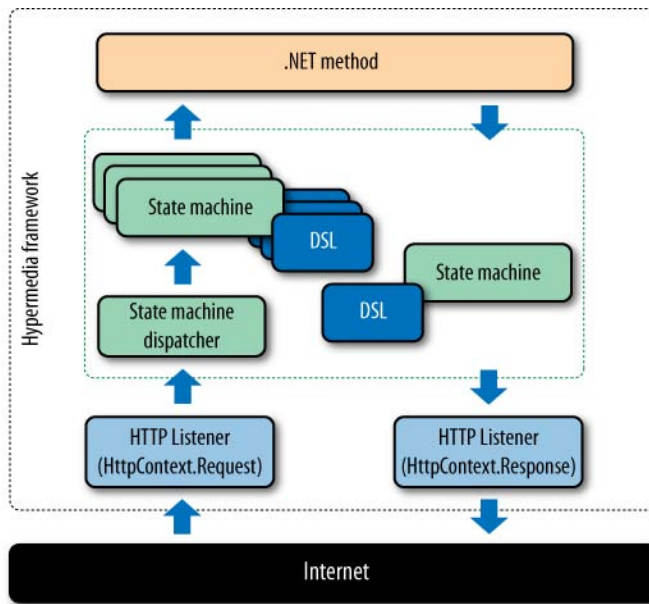 .NET method
Hypermedia framework
State machine
DSL
State machine
DSL
State machine
dispatcher
HTTP Listener
(HttpContext.Request)
HTTP Listener
(HttpContext.Response)
Internet